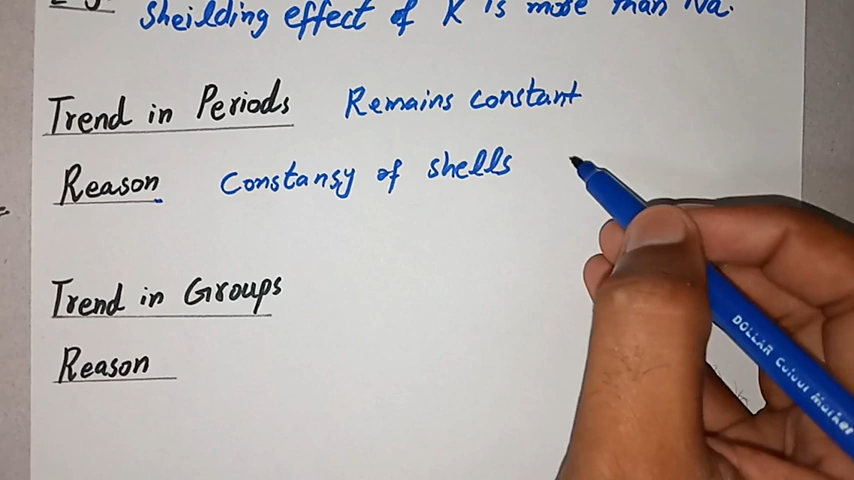 Sheilding effect of K is more than Na.
Trend in Periods Remains constant
Reason Constansy of shells
Trend in Groups
Reason
DOLLAR Colour Marker